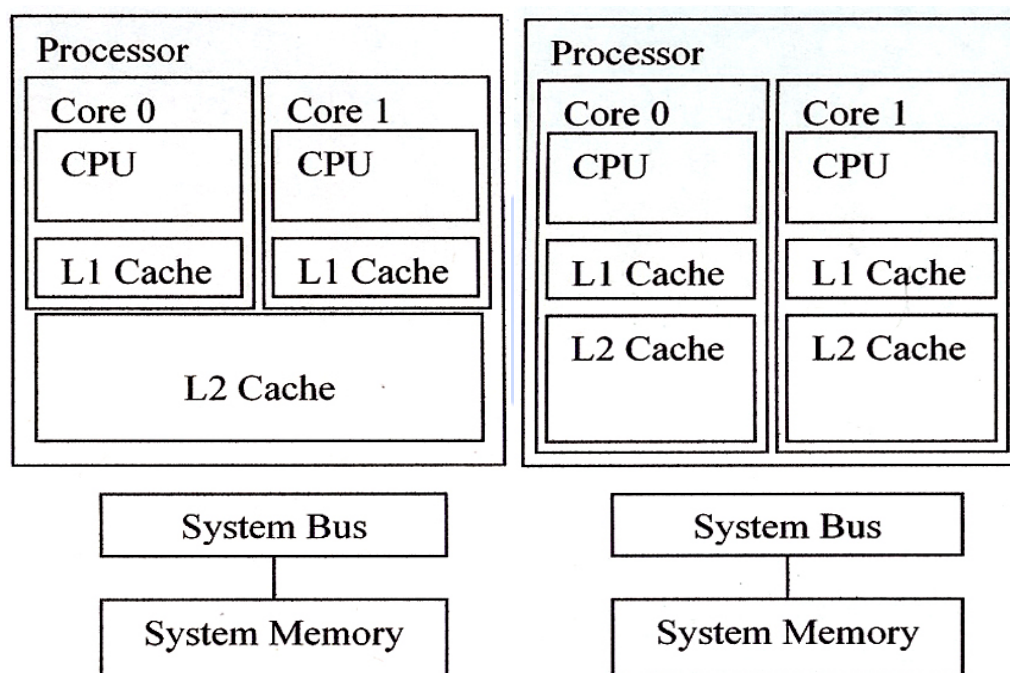 Processor
Core 0
Core 1
CPU
CPU
L1 Cache
L1 Cache
L2 Cache
System Bus
System Memory
Processor
Core 0
Core 1
CPU
CPU
L1 Cache
L1 Cache
L2 Cache
L2 Cache
System Bus
System Memory